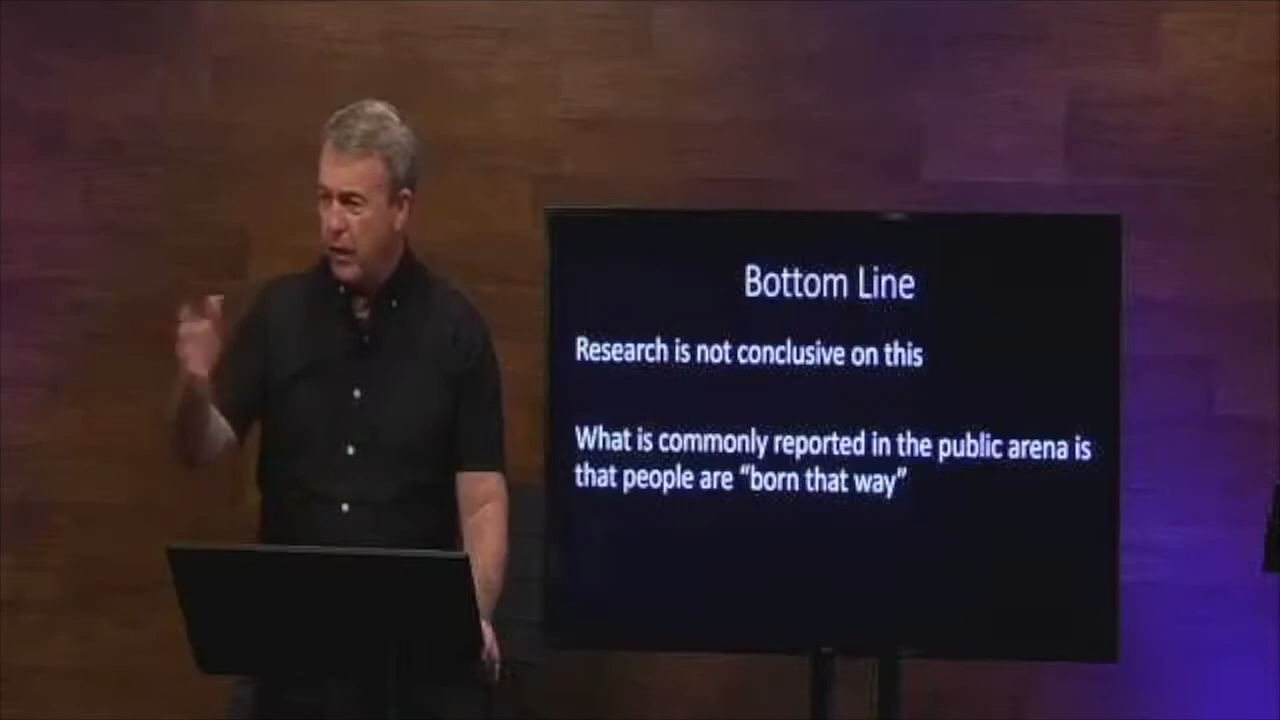 Bottom Line
Research is not conclusive on this
What is commonly reported in the public arena is
that people are “born that way”